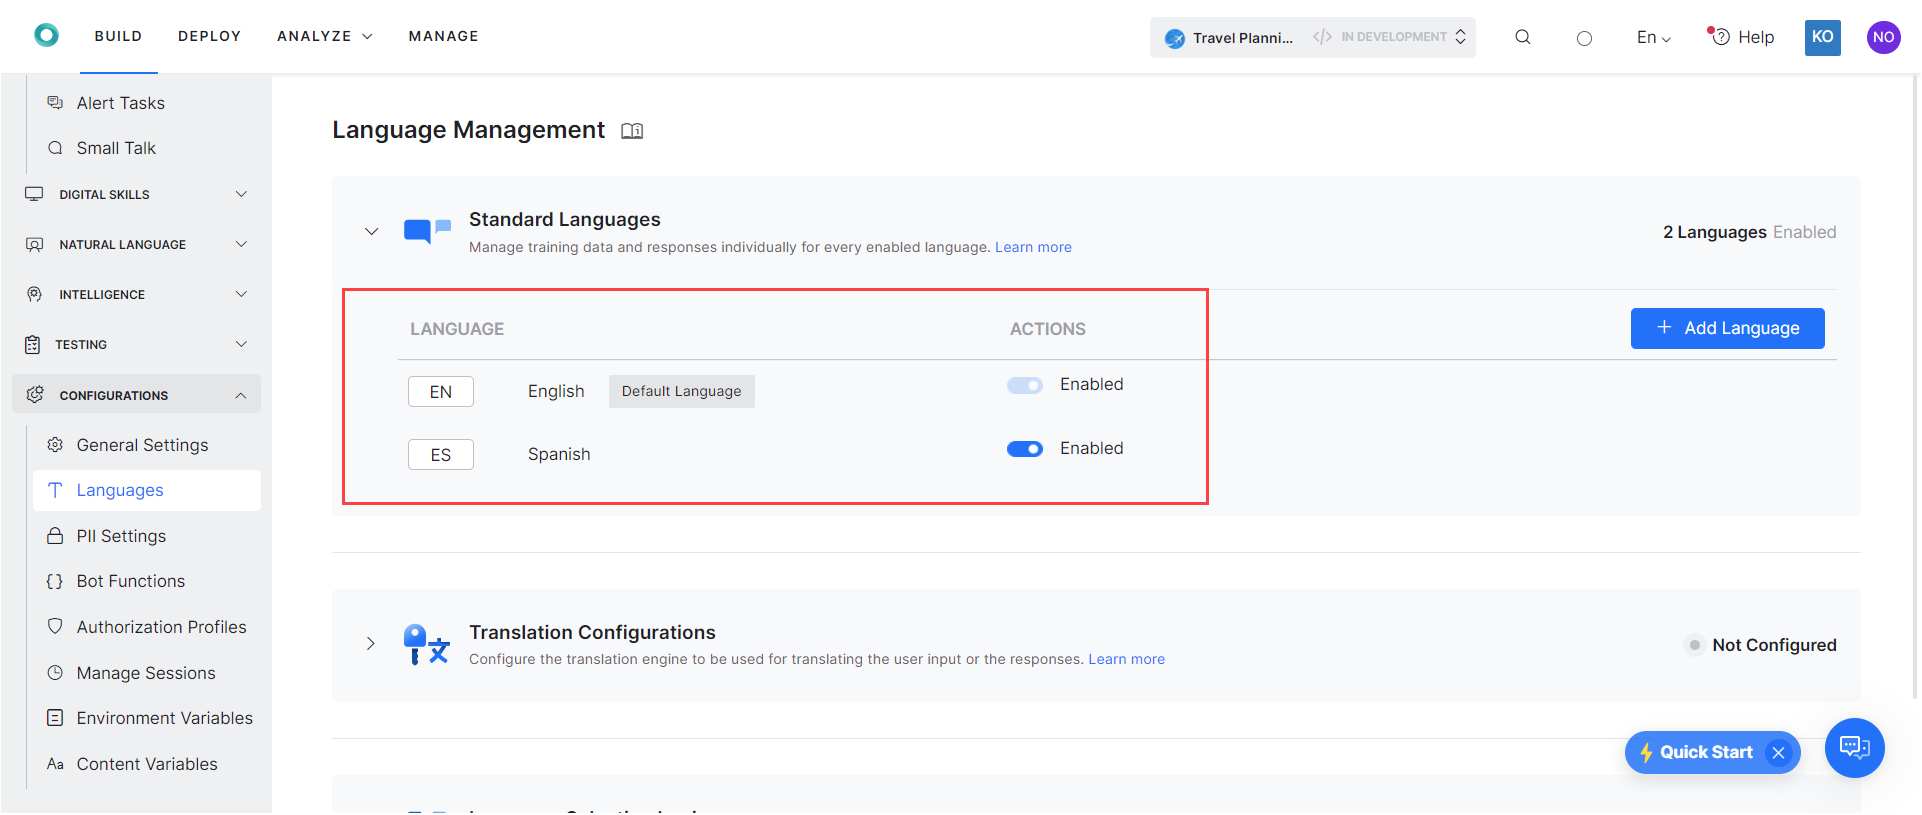 BUILD DEPLOY ANALYZE MANAGE Travel Planni... </> IN DEVELOPMENT En Help KO NO
Alert Tasks
Small Talk
DIGITAL SKILLS
NATURAL LANGUAGE
INTELLIGENCE
TESTING
CONFIGURATIONS
General Settings
Languages
PII Settings
Bot Functions
Authorization Profiles
Manage Sessions
Environment Variables
Aa Content Variables
Language Management
Standard Languages
Manage training data and responses individually for every enabled language. Learn more
2 Languages Enabled
LANGUAGE ACTIONS
+ Add Language
EN English Default Language Enabled
ES Spanish Enabled
Translation Configurations
Configure the translation engine to be used for translating the user input or the responses. Learn more
Not Configured
Quick Start